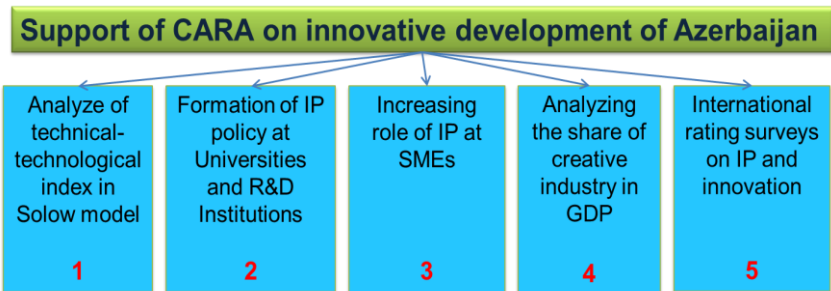 Support of CARA on innovative development of Azerbaijan
Analyze of
technical-
technological
index in
Solow model
1
Formation of IP
policy at
Universities
and R&D
Institutions
2
Increasing
role of IP at
SMEs
3
Analyzing
the share of
creative
industry in
GDP
4
International
rating surveys
on IP and
innovation
5